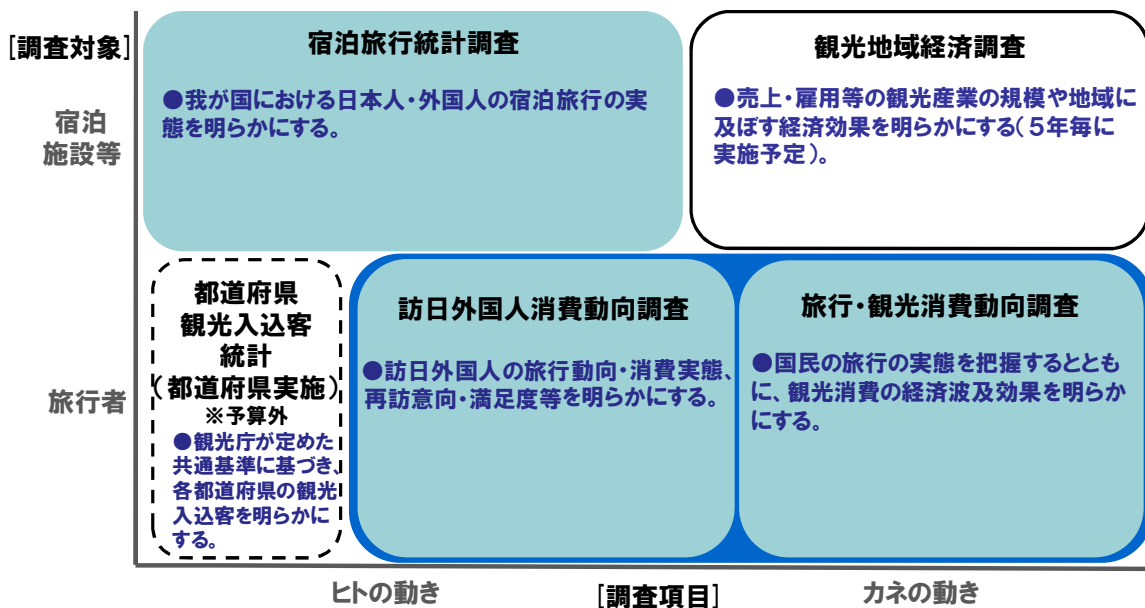 [調査対象]
宿泊
施設等
旅行者
宿泊旅行統計調査
●我が国における日本人・外国人の宿泊旅行の実
態を明らかにする。
観光地域経済調査
●売上・雇用等の観光産業の規模や地域に
及ぼす経済効果を明らかにする(5年毎に
実施予定)。
都道府県
観光入込客
統計
(都道府県実施)
※予算外
●観光庁が定めた
共通基準に基づき、
各都道府県の観光
入込客を明らかに
する。
訪日外国人消費動向調査
●訪日外国人の旅行動向・消費実態、
再訪意向・満足度等を明らかにする。
旅行・観光消費動向調査
●国民の旅行の実態を把握するととも
に、観光消費の経済波及効果を明らか
にする。
ヒトの動き
[調査項目]
カネの動き